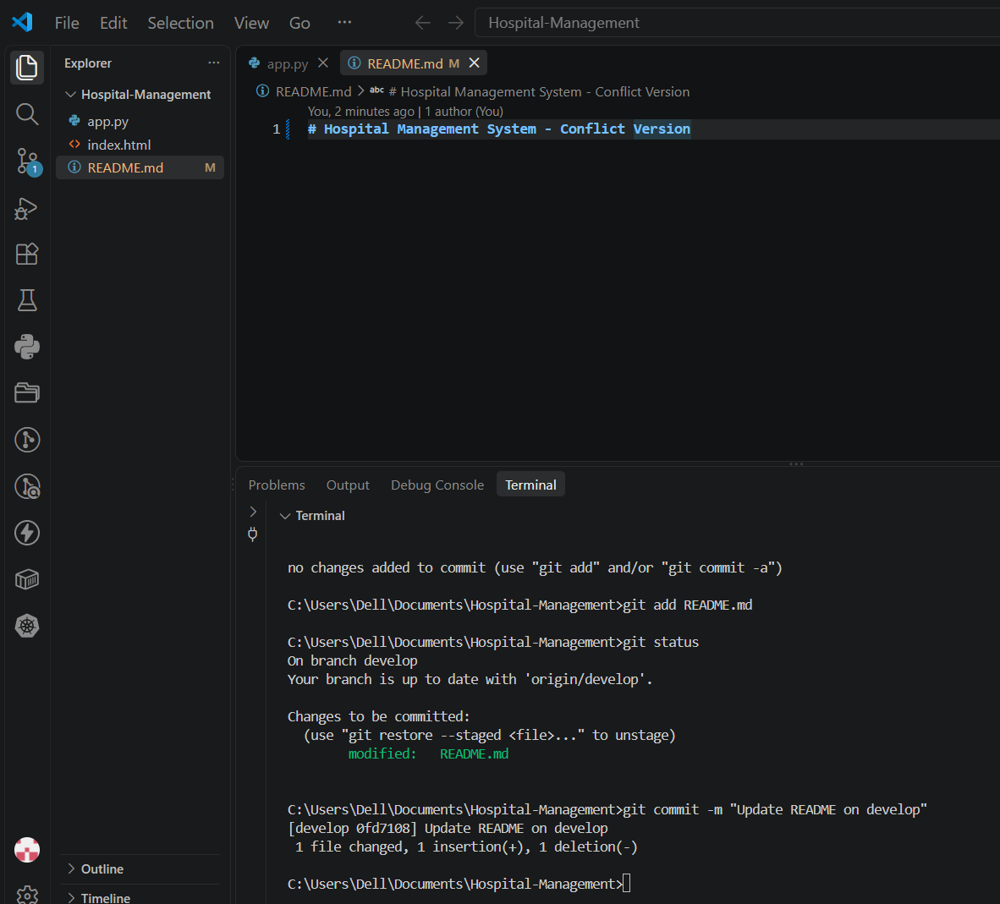 File Edit Selection View Go ···
Hospital-Management
Explorer ···
app.py
README.md M
Hospital-Management
README.md > abc # Hospital Management System - Conflict Version
You, 2 minutes ago | 1 author (You)
1 # Hospital Management System - Conflict Version
app.py
index.html
README.md M
1
Problems Output Debug Console Terminal
Terminal
no changes added to commit (use "git add" and/or "git commit -a")
C:\Users\Dell\Documents\Hospital-Management>git add README.md
C:\Users\Dell\Documents\Hospital-Management>git status
On branch develop
Your branch is up to date with 'origin/develop'.
Changes to be committed:
(use "git restore --staged <file>..." to unstage)
modified: README.md
C:\Users\Dell\Documents\Hospital-Management>git commit -m "Update README on develop"
[develop 0fd7108] Update README on develop
1 file changed, 1 insertion(+), 1 deletion(-)
C:\Users\Dell\Documents\Hospital-Management>
Outline
Timeline